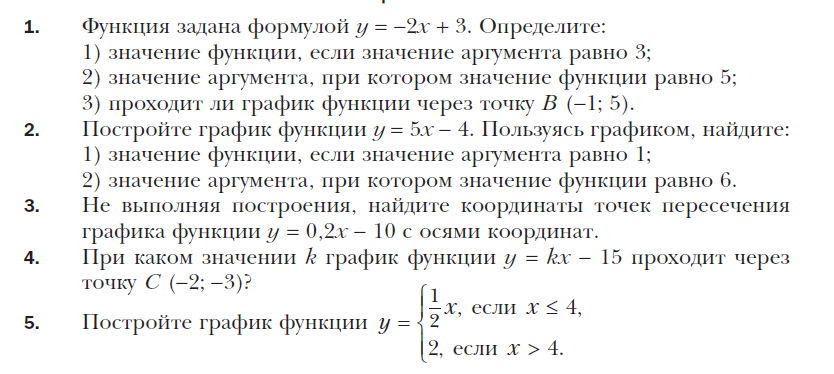 1. Функция задана формулой y = −2x + 3. Определите:
1) значение функции, если значение аргумента равно 3;
2) значение аргумента, при котором значение функции равно 5;
3) проходит ли график функции через точку B (−1; 5).
2. Постройте график функции y = 5x − 4. Пользуясь графиком, найдите:
1) значение функции, если значение аргумента равно 1;
2) значение аргумента, при котором значение функции равно 6.
3. Не выполняя построения, найдите координаты точек пересечения
графика функции y = 0,2x − 10 с осями координат.
4. При каком значении k график функции y = kx − 15 проходит через
точку C (−2; −3)?
5. Постройте график функции y = { 1/2 x, если x ≤ 4,
2, если x > 4.